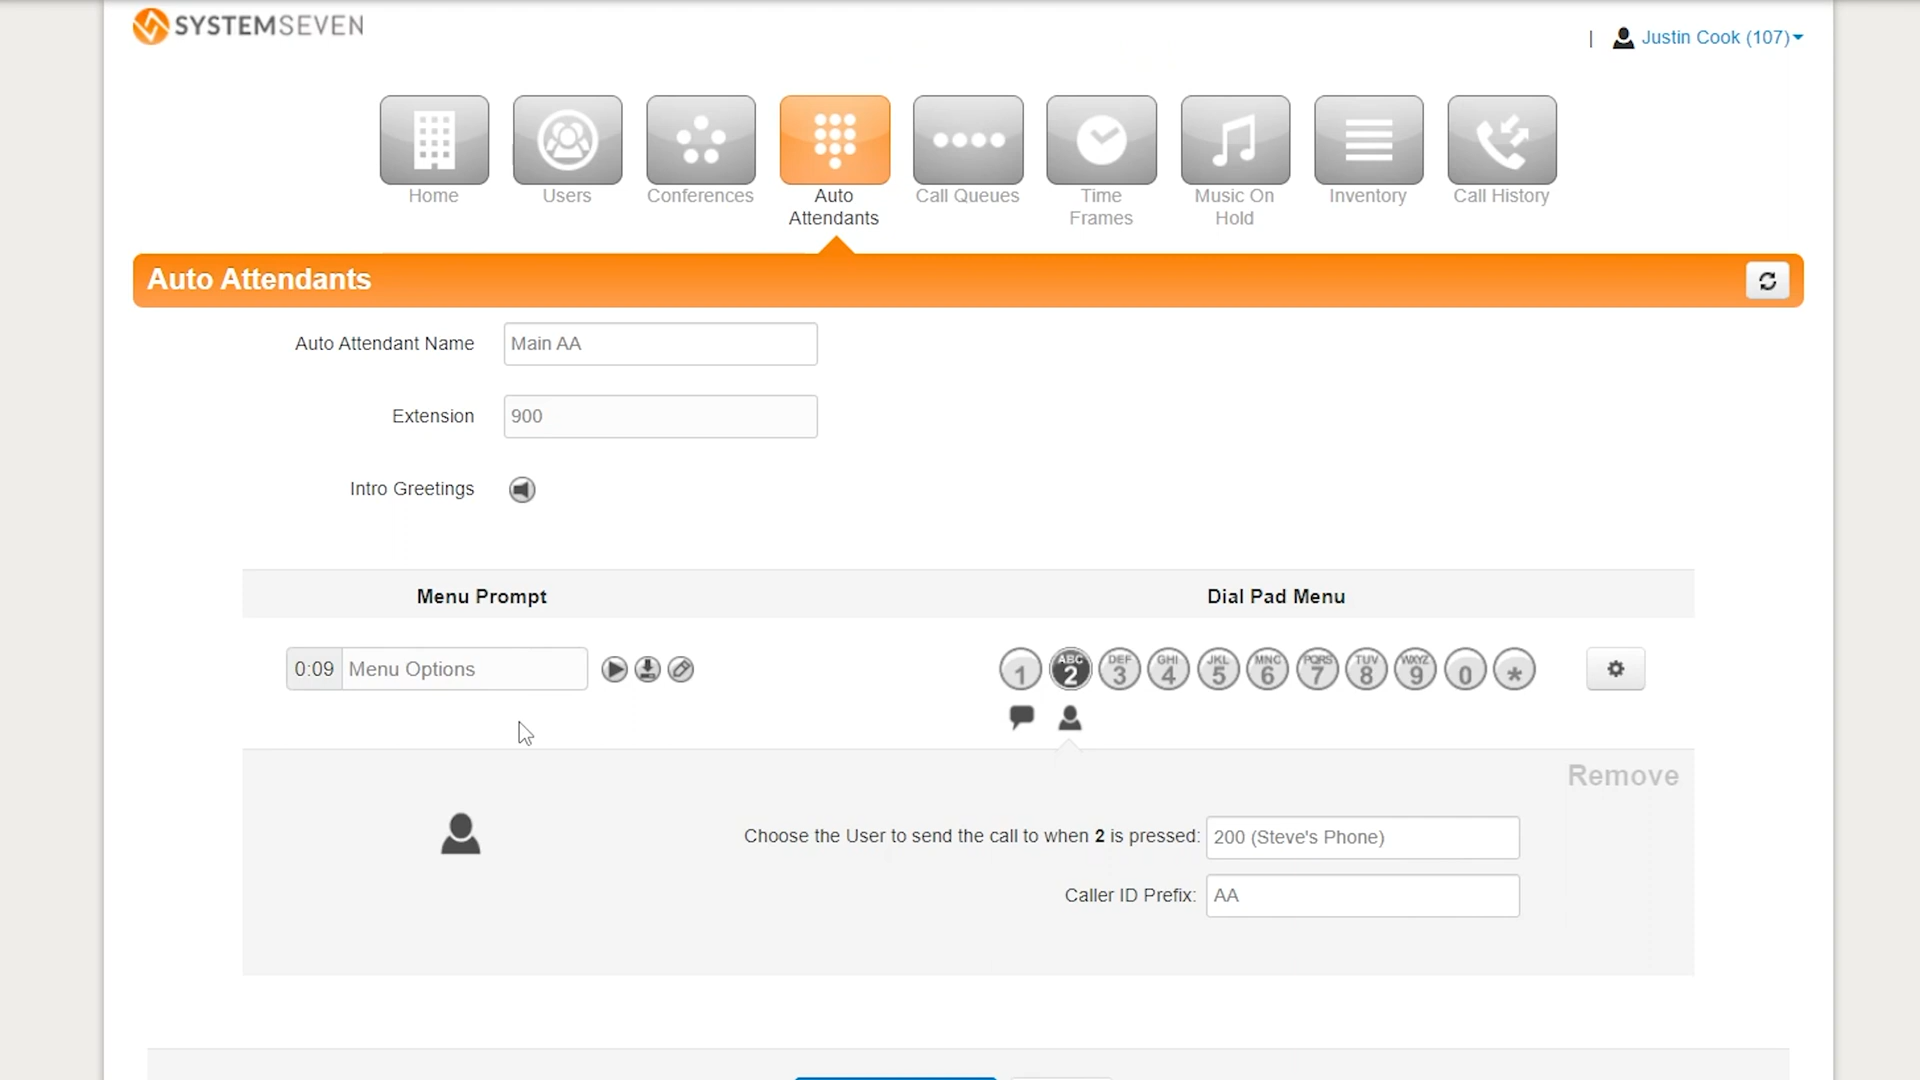 SYSTEMSEVEN
| Justin Cook (107)
Home
Users
Conferences
Auto
Attendants
Call Queues
Time
Frames
Music On
Hold
Inventory
Call History
Auto Attendants
Auto Attendant Name
Main AA
Extension
900
Intro Greetings
Menu Prompt
Dial Pad Menu
0:09 Menu Options
1
ABC
2
DEF
3
GHI
4
JKL
5
MNO
6
PQRS
7
TUV
8
WXYZ
9
0
*
Remove
Choose the User to send the call to when 2 is pressed:
200 (Steve's Phone)
Caller ID Prefix:
AA